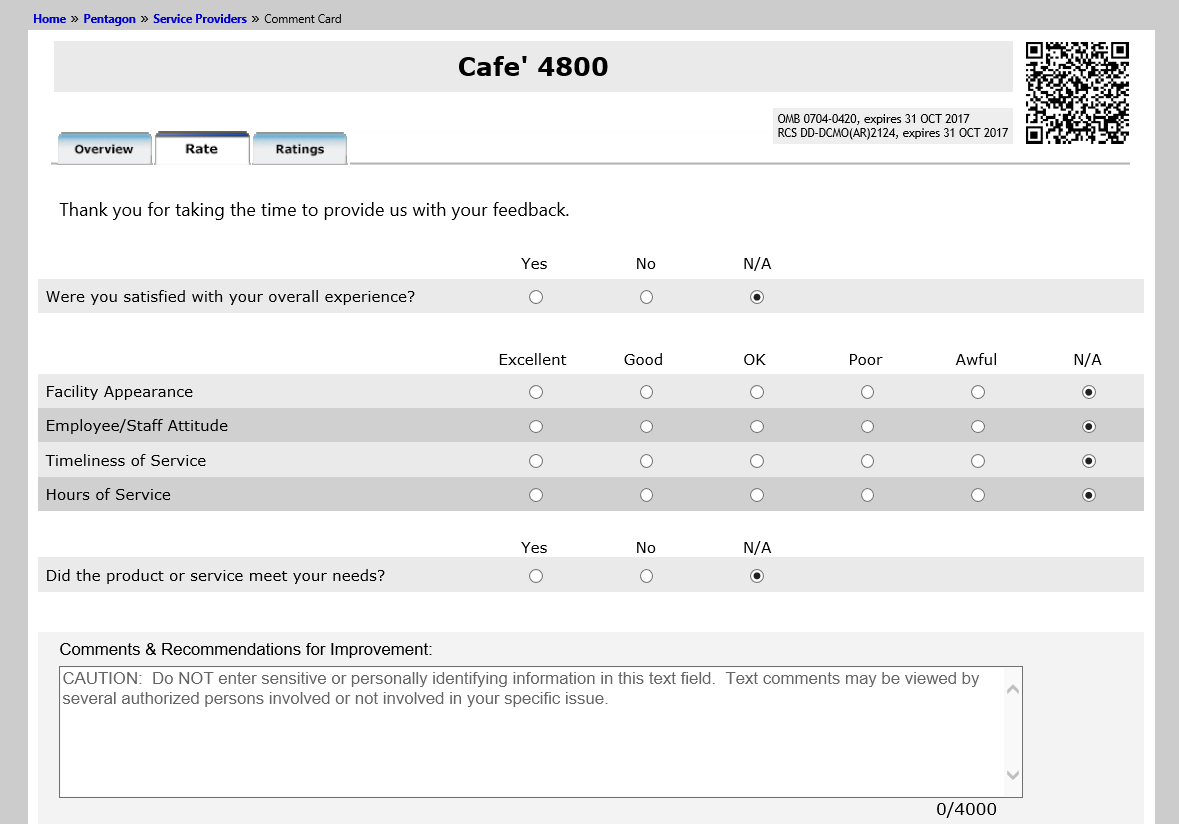 Home » Pentagon » Service Providers » Comment Card
Cafe' 4800
OMB 0704-0420, expires 31 OCT 2017
RCS DD-DCMO(AR)2124, expires 31 OCT 2017
Overview Rate Ratings
Thank you for taking the time to provide us with your feedback.
Yes No N/A
Were you satisfied with your overall experience?
Excellent Good OK Poor Awful N/A
Facility Appearance
Employee/Staff Attitude
Timeliness of Service
Hours of Service
Yes No N/A
Did the product or service meet your needs?
Comments & Recommendations for Improvement:
CAUTION:  Do NOT enter sensitive or personally identifying information in this text field.  Text comments may be viewed by
several authorized persons involved or not involved in your specific issue.
0/4000